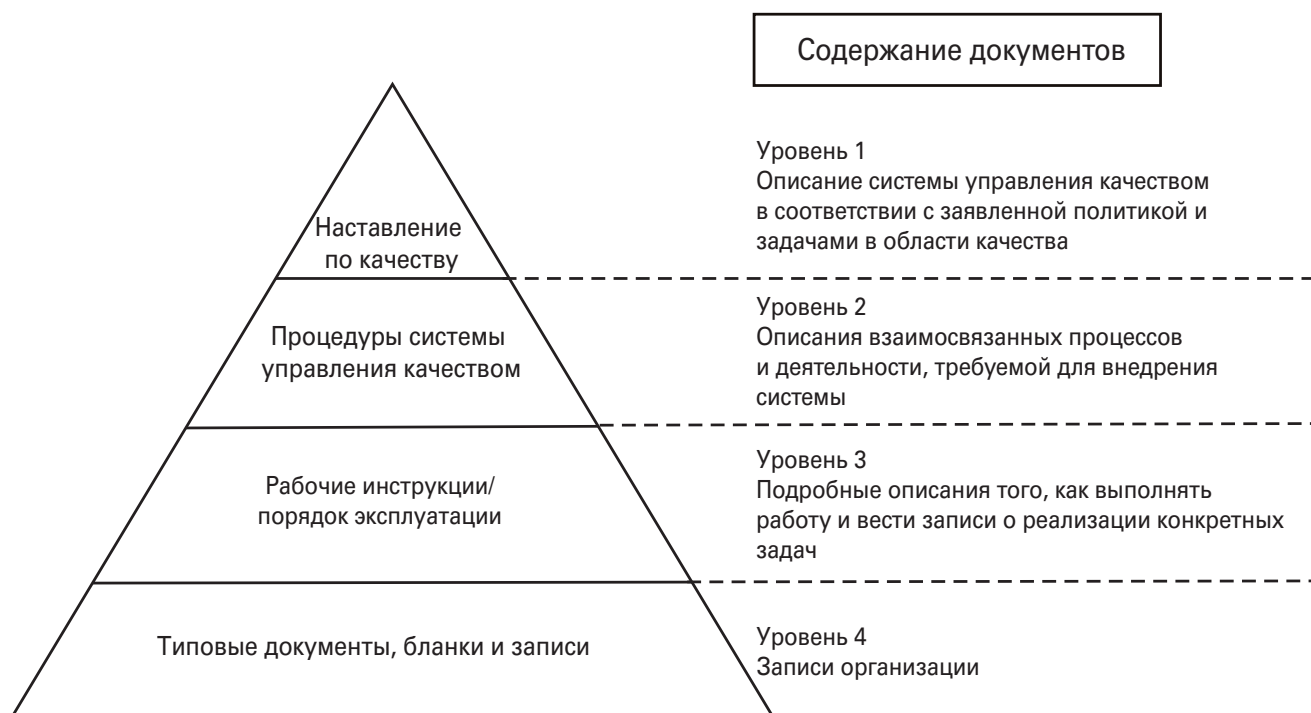 Содержание документов
Наставление
по качеству
Уровень 1
Описание системы управления качеством
в соответствии с заявленной политикой и
задачами в области качества
Процедуры системы
управления качеством
Уровень 2
Описания взаимосвязанных процессов
и деятельности, требуемой для внедрения
системы
Рабочие инструкции/
порядок эксплуатации
Уровень 3
Подробные описания того, как выполнять
работу и вести записи о реализации конкретных
задач
Типовые документы, бланки и записи
Уровень 4
Записи организации